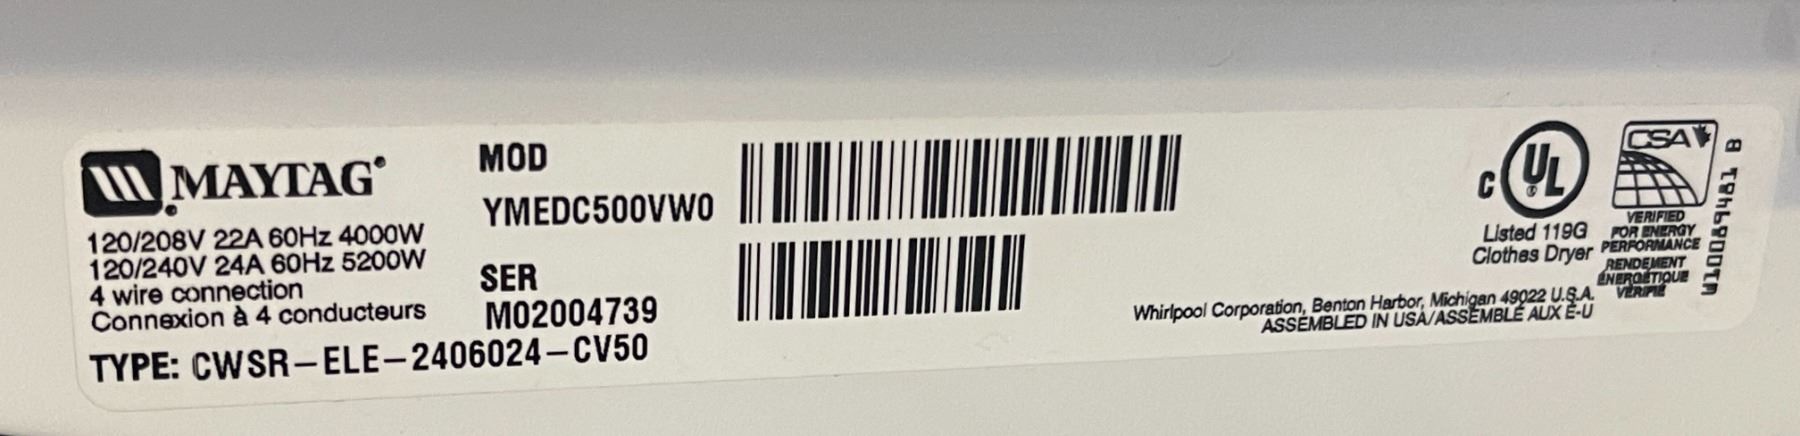 MAYTAG®
120/208V 22A 60Hz 4000W
120/240V 24A 60Hz 5200W
4 wire connection
Connexion à 4 conducteurs
TYPE: CWSR-ELE-2406024-CV50
MOD
YMEDC500VW0
SER
M02004739
C UL ®
Listed 119G
Clothes Dryer
CSA
VERIFIED
FOR ENERGY
PERFORMANCE
RENDEMENT
ÉNERGÉTIQUE
VÉRIFIÉ
Whirlpool Corporation, Benton Harbor, Michigan 49022 U.S.A.
ASSEMBLED IN USA/ASSEMBLÉ AUX É-U